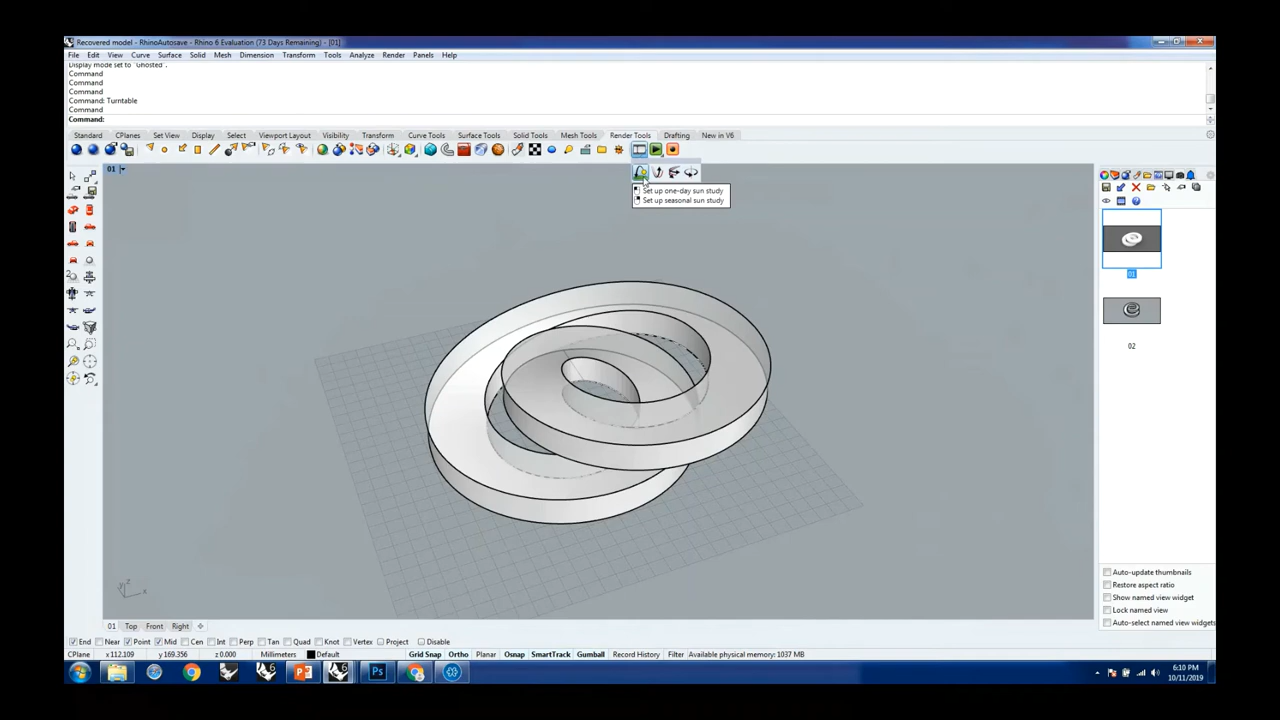 Recovered model - RhinoAutosave - Rhino 6 Evaluation (73 Days Remaining) - [01]
File Edit View Curve Surface Solid Mesh Dimension Transform Tools Analyze Render Panels Help
Display mode set to "Ghosted".
Command
Command
Command
Command: Turntable
Command
Command:
Standard CPlanes Set View Display Select Viewport Layout Visibility Transform Curve Tools Surface Tools Solid Tools Mesh Tools Render Tools Drafting New in V6
01
Set up one-day sun study
Set up seasonal sun study
01
02
Auto-update thumbnails
Restore aspect ratio
Show named view widget
Lock named view
Auto-select named view widgets
z
y
x
01 Top Front Right
End Near Point Mid Cen Int Perp Tan Quad Knot Vertex Project Disable
CPlane x 112.109 y 169.356 z 0.000 Millimeters Default Grid Snap Ortho Planar Osnap SmartTrack Gumball Record History Filter Available physical memory: 1037 MB
6:10 PM
10/11/2019